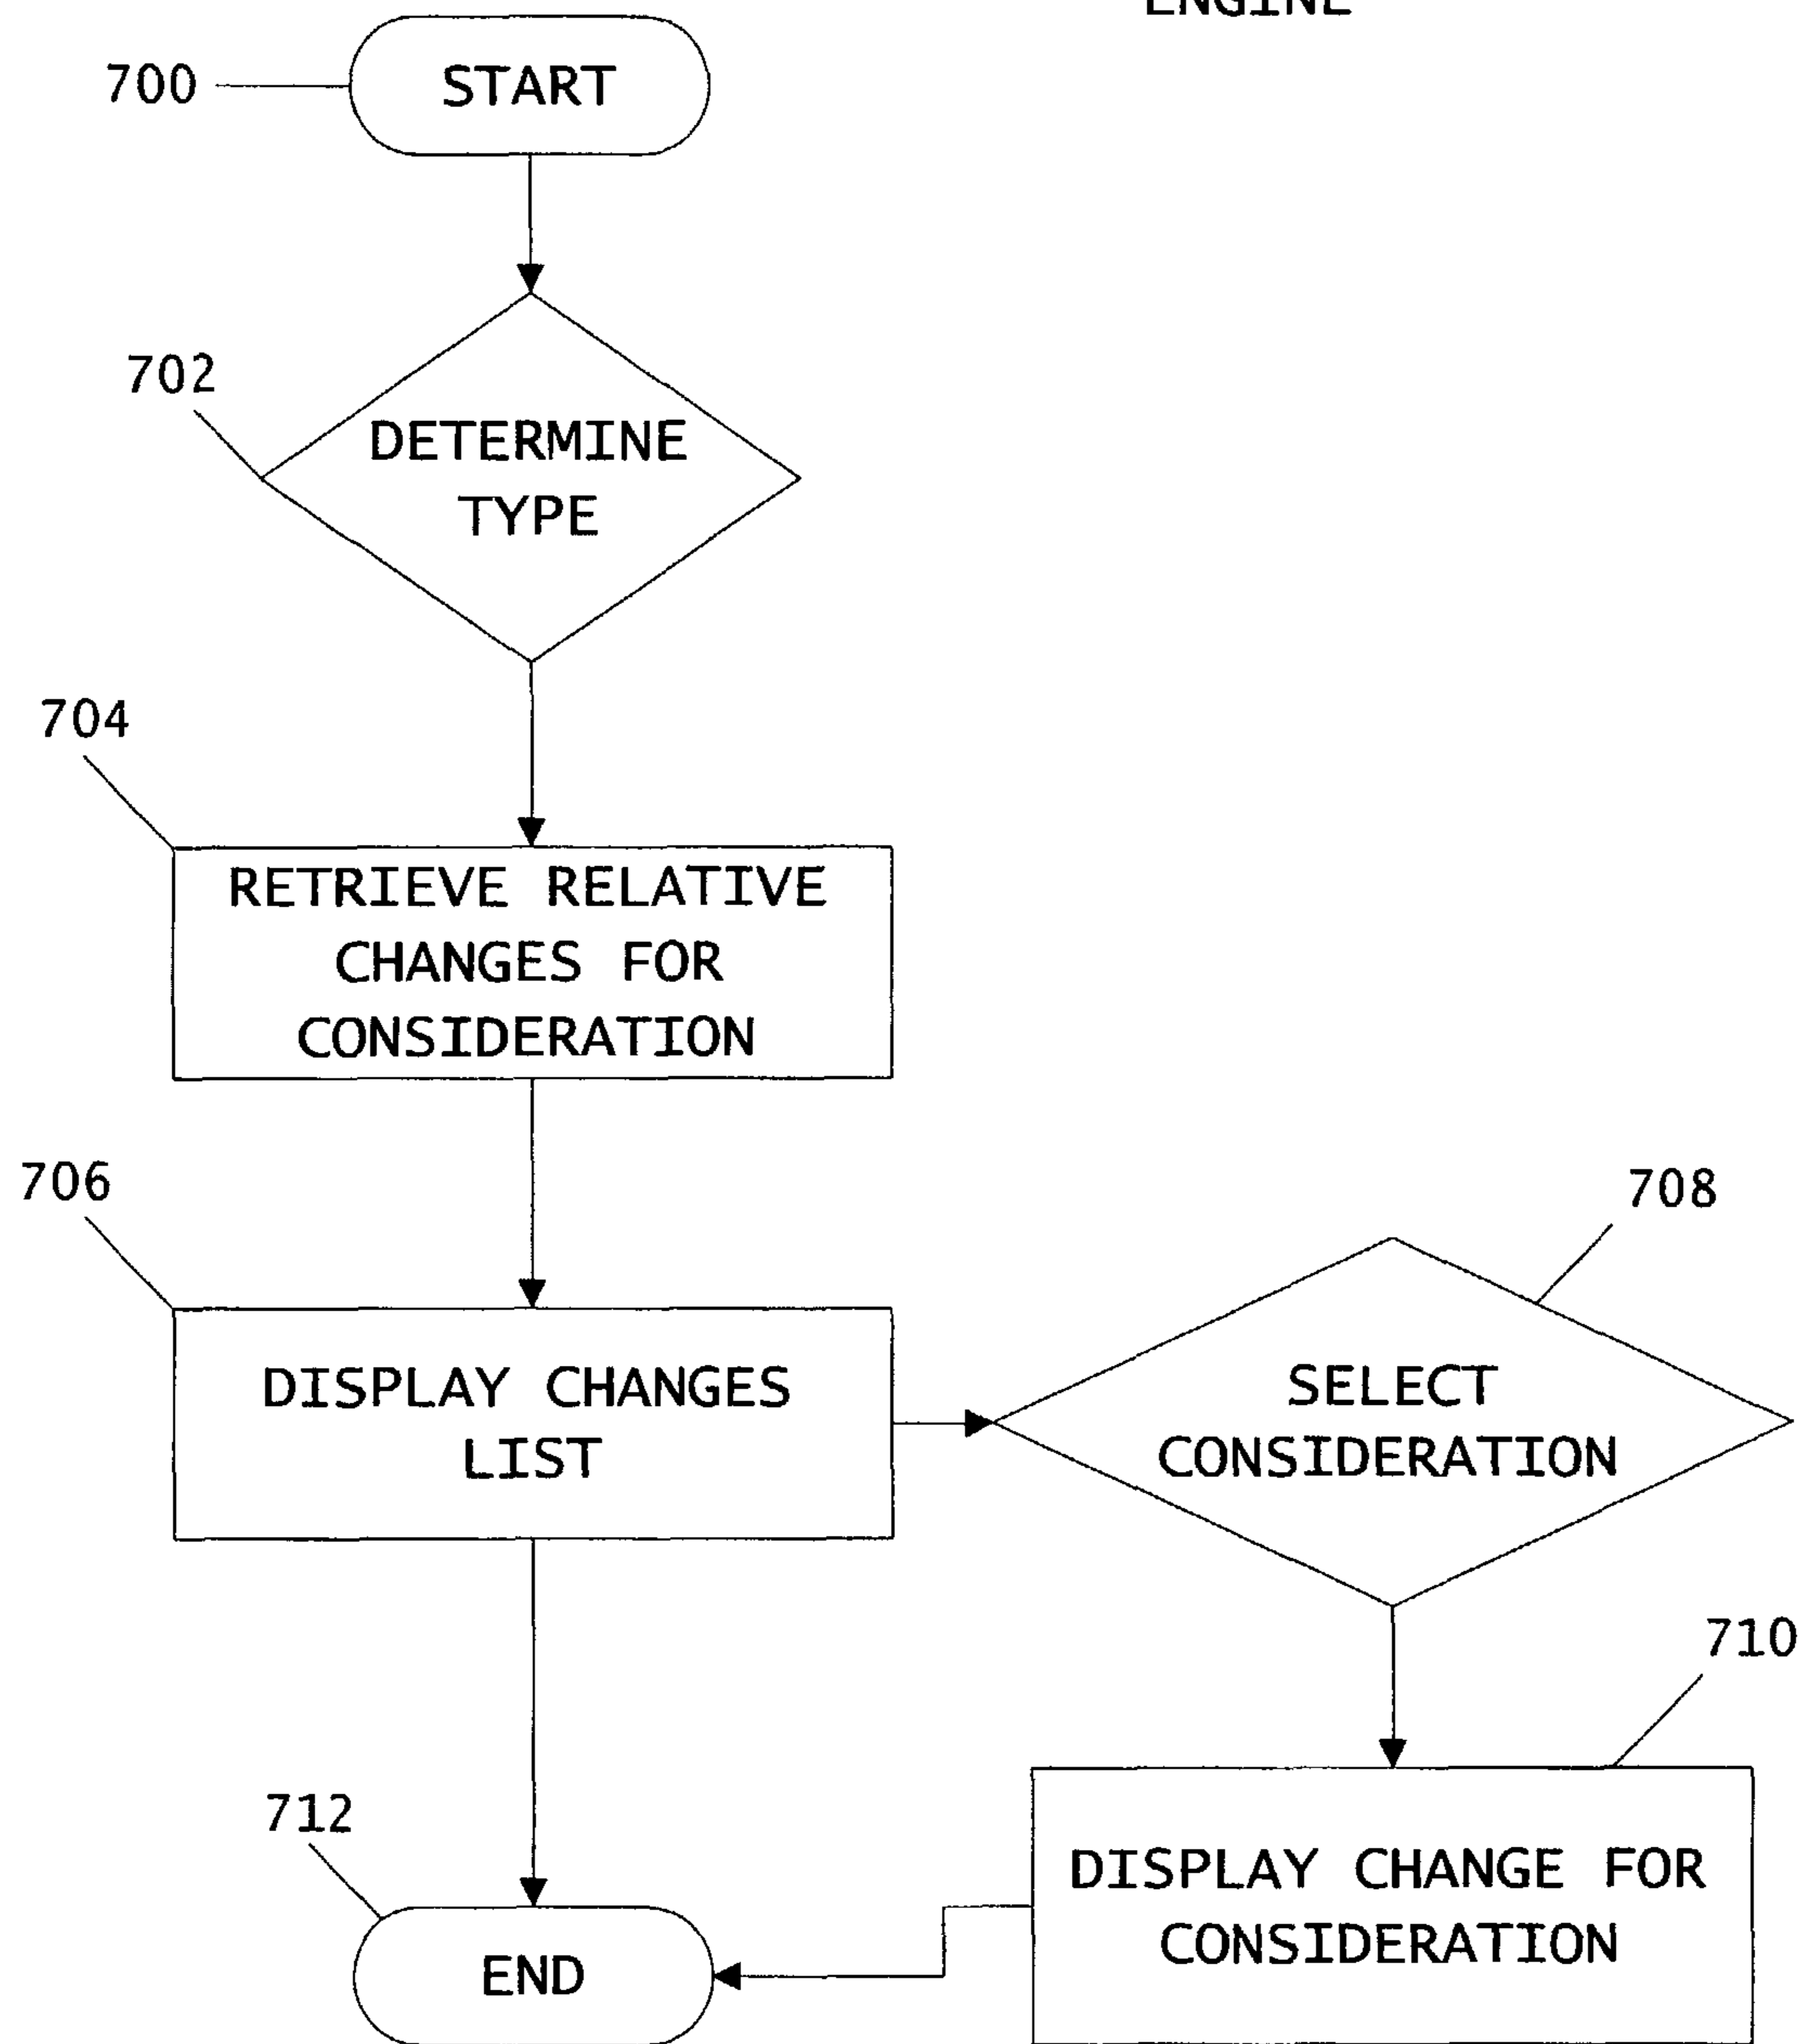 ENGINE
700
START
702
DETERMINE
TYPE
704
RETRIEVE RELATIVE
CHANGES FOR
CONSIDERATION
706
DISPLAY CHANGES
LIST
708
SELECT
CONSIDERATION
710
DISPLAY CHANGE FOR
CONSIDERATION
712
END